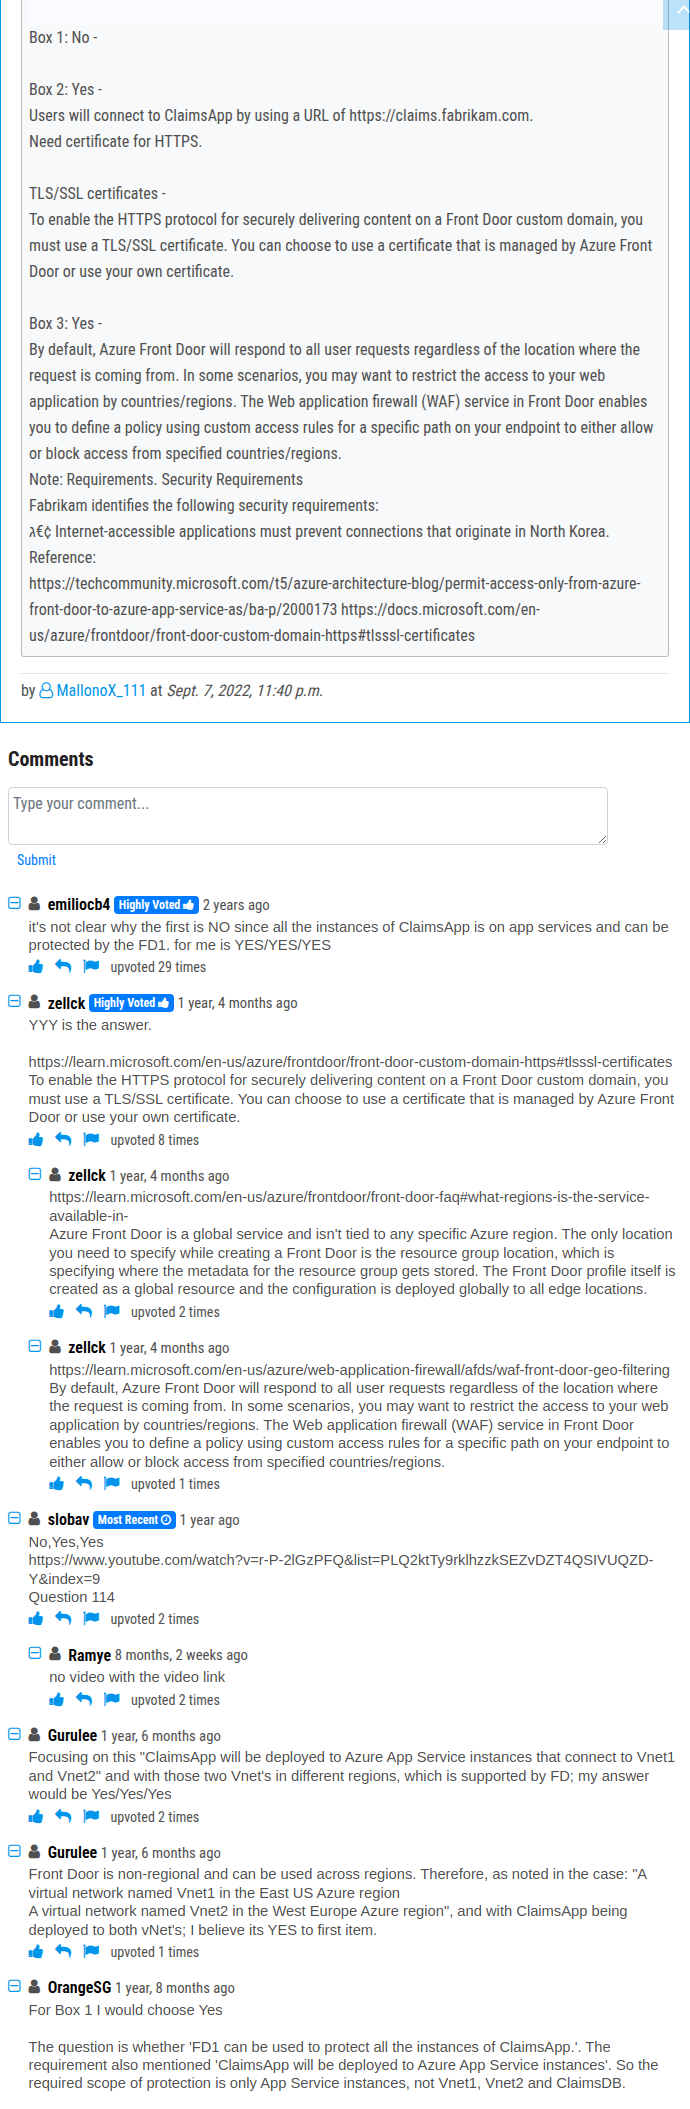 Box 1: No -
Box 2: Yes -
Users will connect to ClaimsApp by using a URL of https://claims.fabrikam.com.
Need certificate for HTTPS.
TLS/SSL certificates -
To enable the HTTPS protocol for securely delivering content on a Front Door custom domain, you
must use a TLS/SSL certificate. You can choose to use a certificate that is managed by Azure Front
Door or use your own certificate.
Box 3: Yes -
By default, Azure Front Door will respond to all user requests regardless of the location where the
request is coming from. In some scenarios, you may want to restrict the access to your web
application by countries/regions. The Web application firewall (WAF) service in Front Door enables
you to define a policy using custom access rules for a specific path on your endpoint to either allow
or block access from specified countries/regions.
Note: Requirements. Security Requirements
Fabrikam identifies the following security requirements:
ג€¢ Internet-accessible applications must prevent connections that originate in North Korea.
Reference:
https://techcommunity.microsoft.com/t5/azure-architecture-blog/permit-access-only-from-azure-
front-door-to-azure-app-service-as/ba-p/2000173 https://docs.microsoft.com/en-
us/azure/frontdoor/front-door-custom-domain-https#tlsssl-certificates
by MallonoX_111 at Sept. 7, 2022, 11:40 p.m.
Comments
Type your comment...
Submit
emiliocb4 Highly Voted 2 years ago
it's not clear why the first is NO since all the instances of ClaimsApp is on app services and can be
protected by the FD1. for me is YES/YES/YES
upvoted 29 times
zellck Highly Voted 1 year, 4 months ago
YYY is the answer.
https://learn.microsoft.com/en-us/azure/frontdoor/front-door-custom-domain-https#tlsssl-certificates
To enable the HTTPS protocol for securely delivering content on a Front Door custom domain, you
must use a TLS/SSL certificate. You can choose to use a certificate that is managed by Azure Front
Door or use your own certificate.
upvoted 8 times
zellck 1 year, 4 months ago
https://learn.microsoft.com/en-us/azure/frontdoor/front-door-faq#what-regions-is-the-service-
available-in-
Azure Front Door is a global service and isn't tied to any specific Azure region. The only location
you need to specify while creating a Front Door is the resource group location, which is
specifying where the metadata for the resource group gets stored. The Front Door profile itself is
created as a global resource and the configuration is deployed globally to all edge locations.
upvoted 2 times
zellck 1 year, 4 months ago
https://learn.microsoft.com/en-us/azure/web-application-firewall/afds/waf-front-door-geo-filtering
By default, Azure Front Door will respond to all user requests regardless of the location where
the request is coming from. In some scenarios, you may want to restrict the access to your web
application by countries/regions. The Web application firewall (WAF) service in Front Door
enables you to define a policy using custom access rules for a specific path on your endpoint to
either allow or block access from specified countries/regions.
upvoted 1 times
slobav Most Recent 1 year ago
No,Yes,Yes
https://www.youtube.com/watch?v=r-P-2lGzPFQ&list=PLQ2ktTy9rklhzzkSEZvDZT4QSIVUQZD-
Y&index=9
Question 114
upvoted 2 times
Ramye 8 months, 2 weeks ago
no video with the video link
upvoted 2 times
Gurulee 1 year, 6 months ago
Focusing on this "ClaimsApp will be deployed to Azure App Service instances that connect to Vnet1
and Vnet2" and with those two Vnet's in different regions, which is supported by FD; my answer
would be Yes/Yes/Yes
upvoted 2 times
Gurulee 1 year, 6 months ago
Front Door is non-regional and can be used across regions. Therefore, as noted in the case: "A
virtual network named Vnet1 in the East US Azure region
A virtual network named Vnet2 in the West Europe Azure region", and with ClaimsApp being
deployed to both vNet's; I believe its YES to first item.
upvoted 1 times
OrangeSG 1 year, 8 months ago
For Box 1 I would choose Yes
The question is whether 'FD1 can be used to protect all the instances of ClaimsApp.'. The
requirement also mentioned 'ClaimsApp will be deployed to Azure App Service instances'. So the
required scope of protection is only App Service instances, not Vnet1, Vnet2 and ClaimsDB.